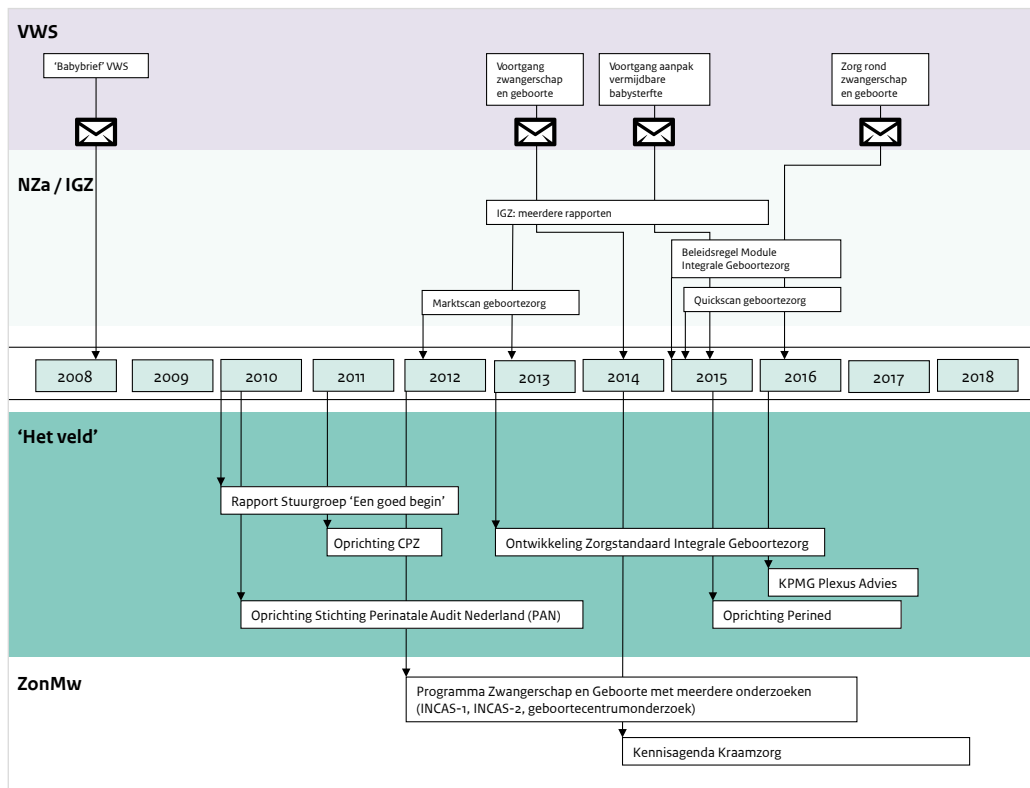 VWS
‘Babybrief’ VWS
Voortgang
zwangerschap
en geboorte
Voortgang aanpak
vermijdbare
babysterfte
Zorg rond
zwangerschap
en geboorte
NZa / IGZ
IGZ: meerdere rapporten
Beleidsregel Module
Integrale Geboortezorg
Marktscan geboortezorg
Quickscan geboortezorg
2008
2009
2010
2011
2012
2013
2014
2015
2016
2017
2018
‘Het veld’
Rapport Stuurgroep ‘Een goed begin’
Oprichting CPZ
Ontwikkeling Zorgstandaard Integrale Geboortezorg
KPMG Plexus Advies
Oprichting Stichting Perinatale Audit Nederland (PAN)
Oprichting Perined
ZonMw
Programma Zwangerschap en Geboorte met meerdere onderzoeken
(INCAS-1, INCAS-2, geboortecentrumonderzoek)
Kennisagenda Kraamzorg